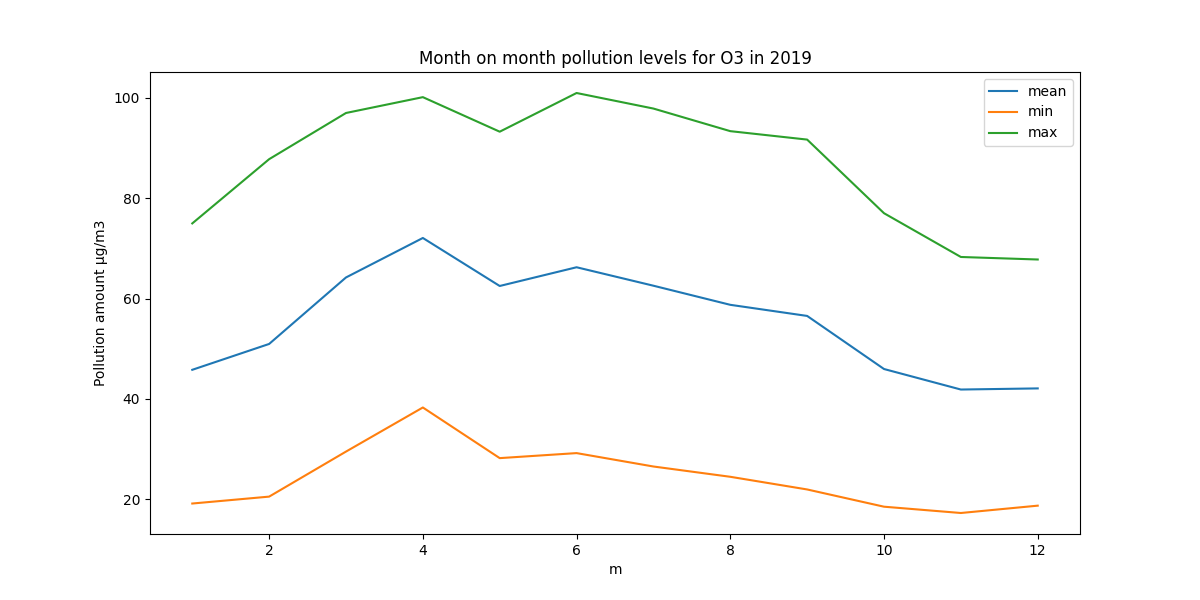 Month on month pollution levels for O3 in 2019
mean
min
max
100
80
60
40
20
Pollution amount µg/m3
2 4 6 8 10 12
m